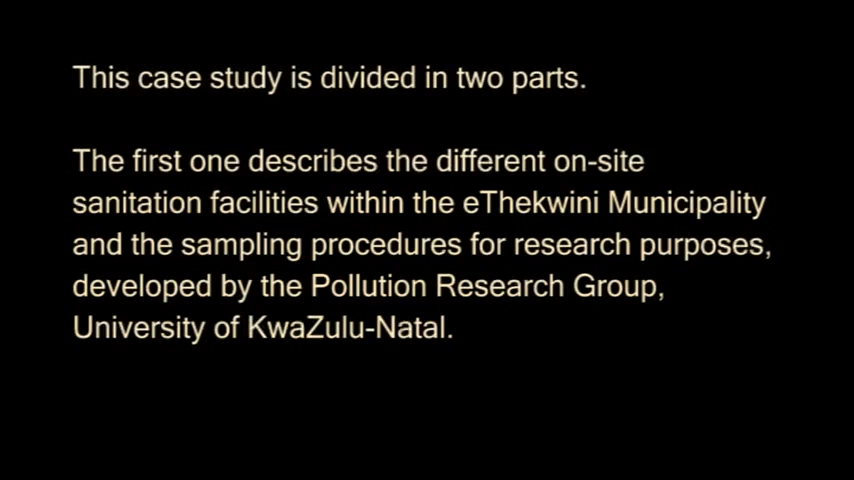 This case study is divided in two parts.
The first one describes the different on-site
sanitation facilities within the eThekwini Municipality
and the sampling procedures for research purposes,
developed by the Pollution Research Group,
University of KwaZulu-Natal.